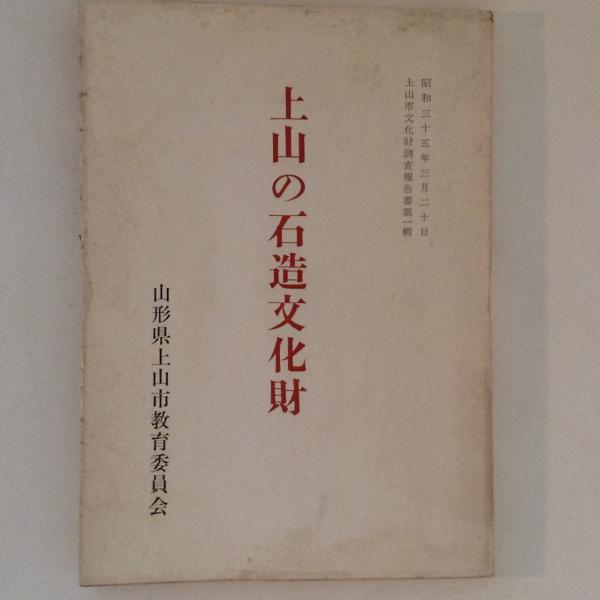 昭和三十五年三月二十日
上山市文化財調査報告書第一輯
上山の石造文化財
山形県上山市教育委員会